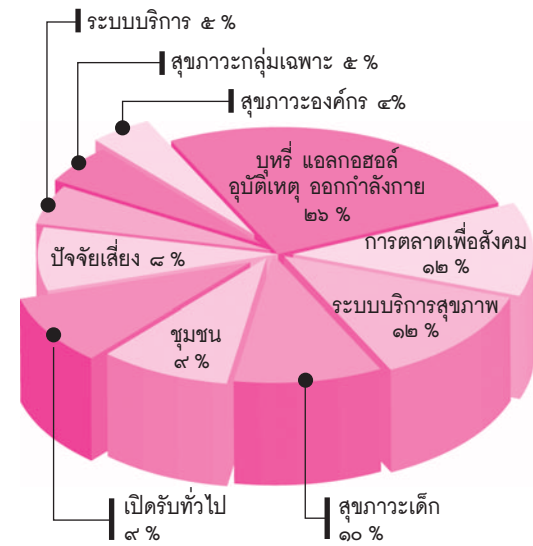 ระบบบริการ ๕ %
สุขภาวะกลุ่มเฉพาะ ๕ %
สุขภาวะองค์กร ๔%
บุหรี่ แอลกอฮอล์
อุบัติเหตุ ออกกำลังกาย
๒๖ %
การตลาดเพื่อสังคม
๑๒ %
ปัจจัยเสี่ยง ๘ %
ระบบบริการสุขภาพ
๑๒ %
ชุมชน
๙ %
เปิดรับทั่วไป
๙ %
สุขภาวะเด็ก
๑๐ %